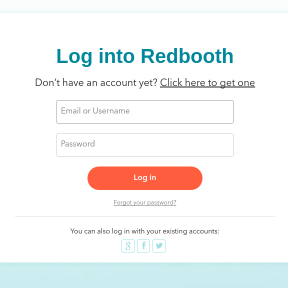 Log into Redbooth
Don't have an account yet? Click here to get one
Email or Username
Password
Log in
Forgot your password?
You can also log in with your existing accounts: